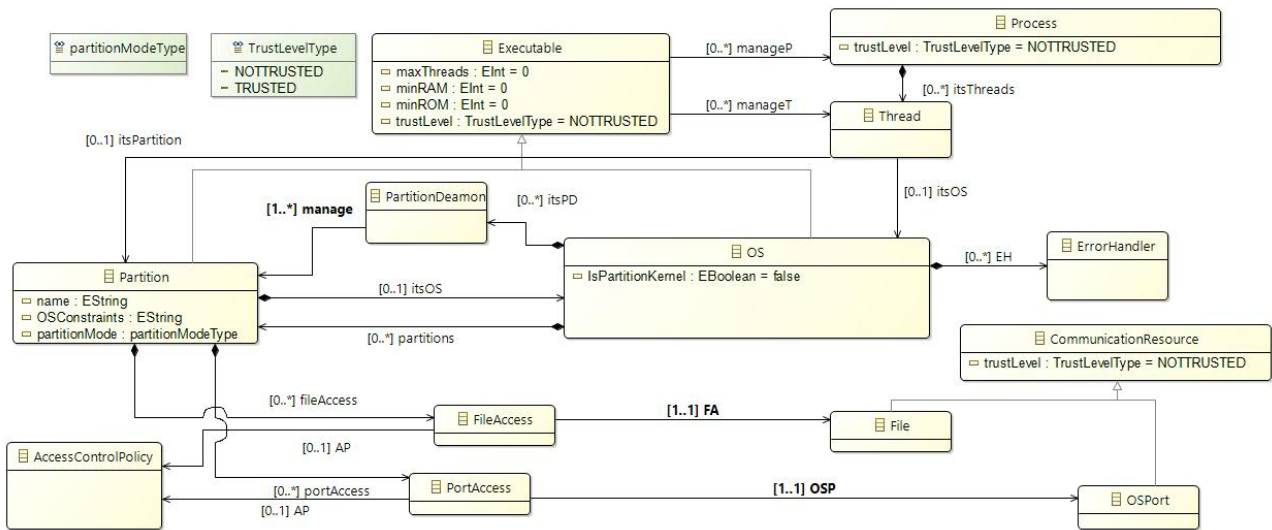 partitionModeType
TrustLevelType
NOTTRUSTED
TRUSTED
Executable
maxThreads : EInt = 0
minRAM : EInt = 0
minROM : EInt = 0
trustLevel : TrustLevelType = NOTTRUSTED
[0..*] manageP
[0..*] manageT
Process
trustLevel : TrustLevelType = NOTTRUSTED
[0..*] itsThreads
Thread
[0..1] itsPartition
[0..1] itsOS
PartitionDeamon
[0..*] itsPD
[1..*] manage
OS
IsPartitionKernel : EBoolean = false
[0..*] EH
ErrorHandler
Partition
name : EString
OSConstraints : EString
partitionMode : partitionModeType
[0..1] itsOS
[0..*] partitions
CommunicationResource
trustLevel : TrustLevelType = NOTTRUSTED
[0..*] fileAccess
FileAccess
[1..1] FA
File
[0..1] AP
AccessControlPolicy
[0..*] portAccess
[0..1] AP
PortAccess
[1..1] OSP
OSPort